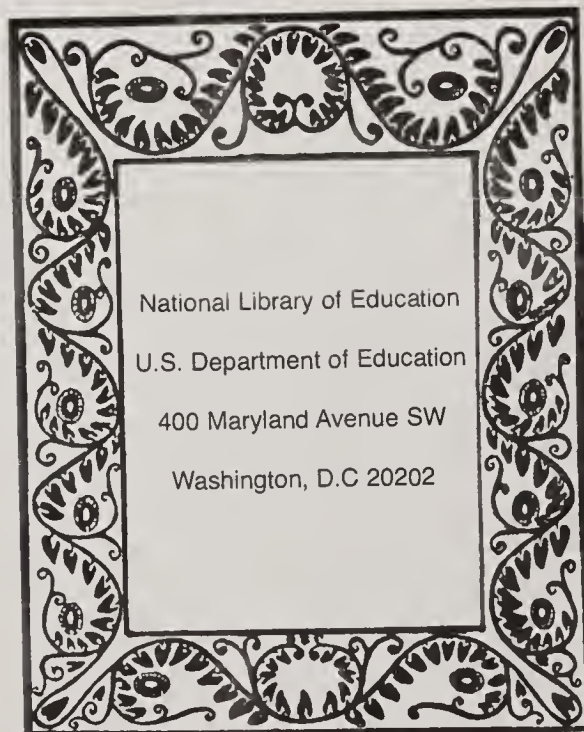 National Library of Education
U.S. Department of Education
400 Maryland Avenue SW
Washington, D.C 20202